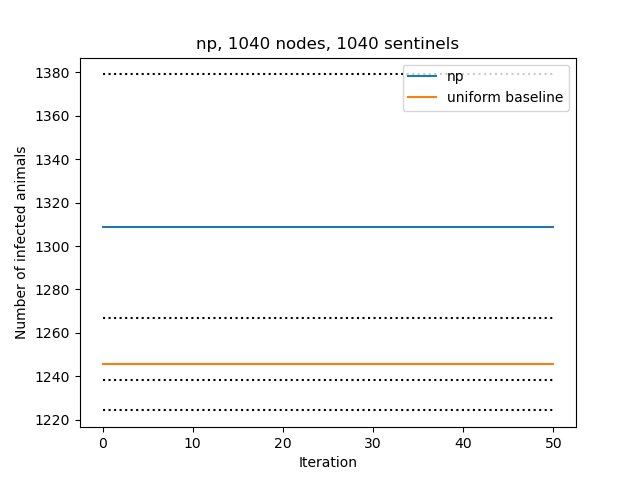 np, 1040 nodes, 1040 sentinels
1380
1360
1340
1320
1300
1280
1260
1240
1220
Number of infected animals
np
uniform baseline
0 10 20 30 40 50
Iteration